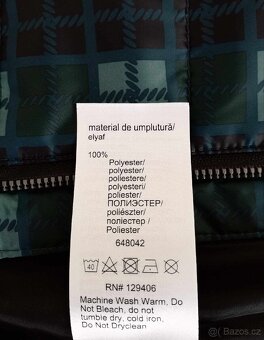 material de umplutură/
elyaf
100%
Polyester/
polyester/
poliestere/
polyesteri/
poliester/
ПОЛИЭСТЕР/
poliészter/
поліестер /
Poliester
648042
40
RN# 129406
Machine Wash Warm, Do
Not Bleach, do not
tumble dry, cold iron,
Do Not Dryclean
Bazoš.cz